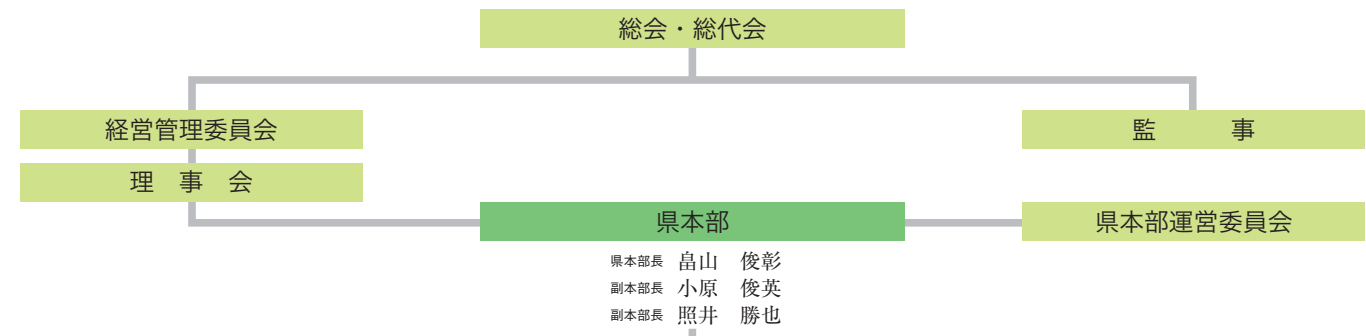 総会・総代会
経営管理委員会
監　事
理　事　会
県本部
県本部運営委員会
県本部長 畠山　俊彰
副本部長 小原　俊英
副本部長 照井　勝也